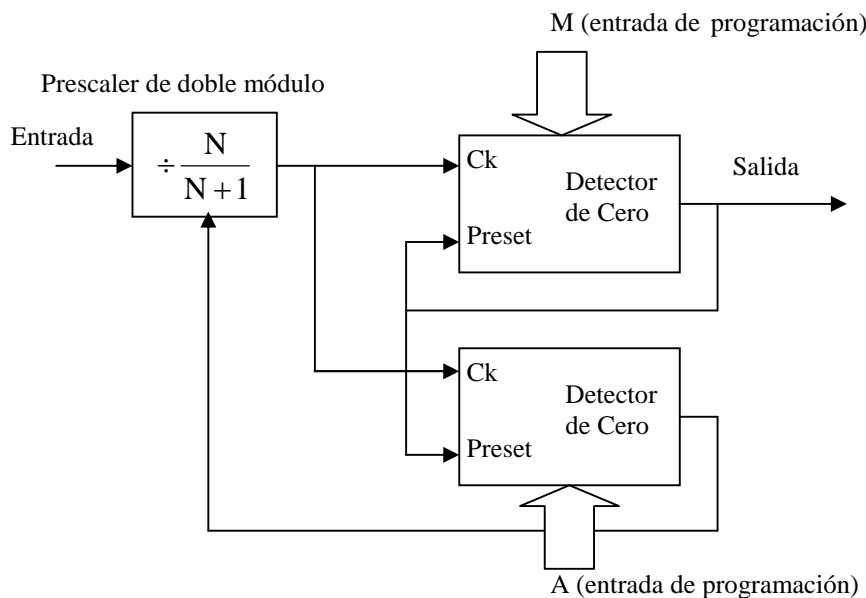 M (entrada de programación)
Prescaler de doble módulo
Entrada
÷ N
N + 1
Ck
Detector
de Cero
Preset
Salida
Ck
Detector
de Cero
Preset
A (entrada de programación)